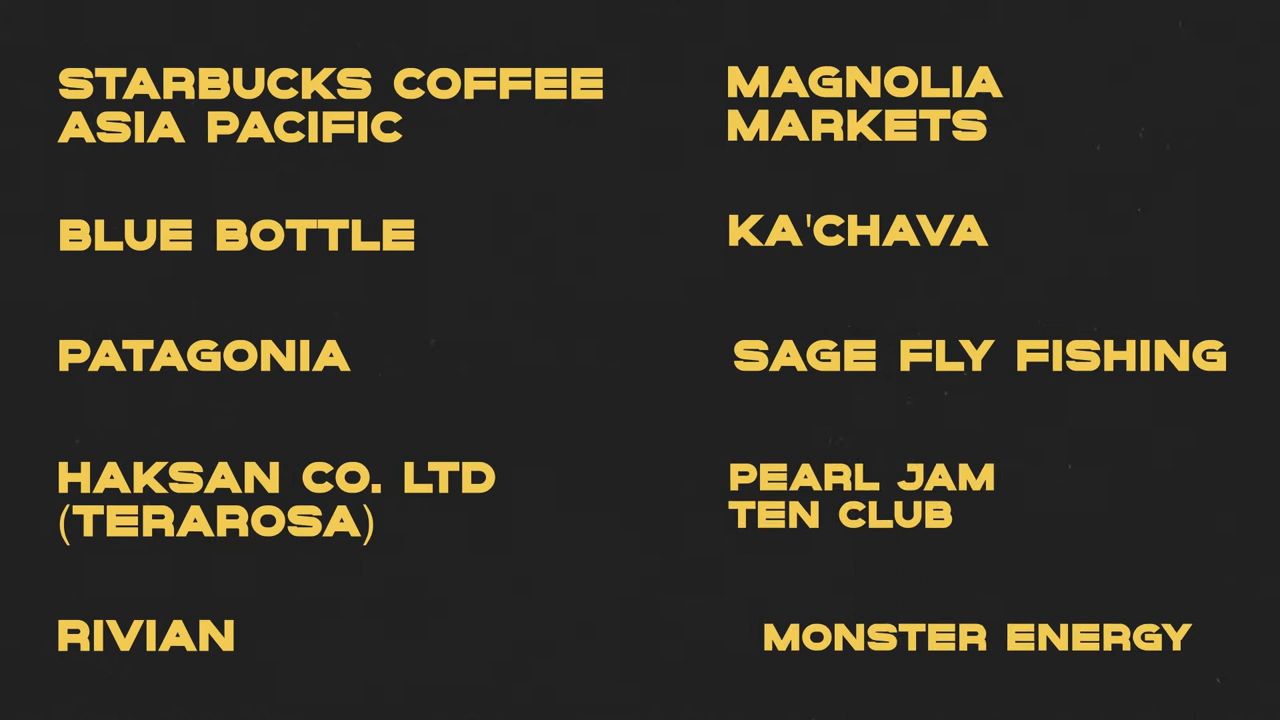 STARBUCKS COFFEE
ASIA PACIFIC
BLUE BOTTLE
PATAGONIA
HAKSAN CO. LTD
(TERAROSA)
RIVIAN
MAGNOLIA
MARKETS
KA'CHAVA
SAGE FLY FISHING
PEARL JAM
TEN CLUB
MONSTER ENERGY